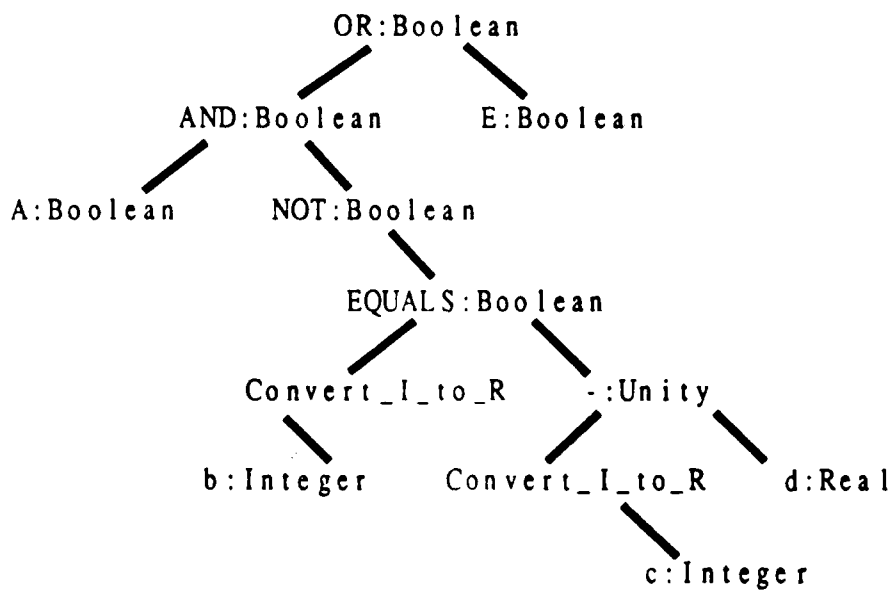 OR:Boolean
AND:Boolean E:Boolean
A:Boolean NOT:Boolean
EQUALS:Boolean
Convert_I_to_R -:Unity
b:Integer Convert_I_to_R d:Real
c:Integer